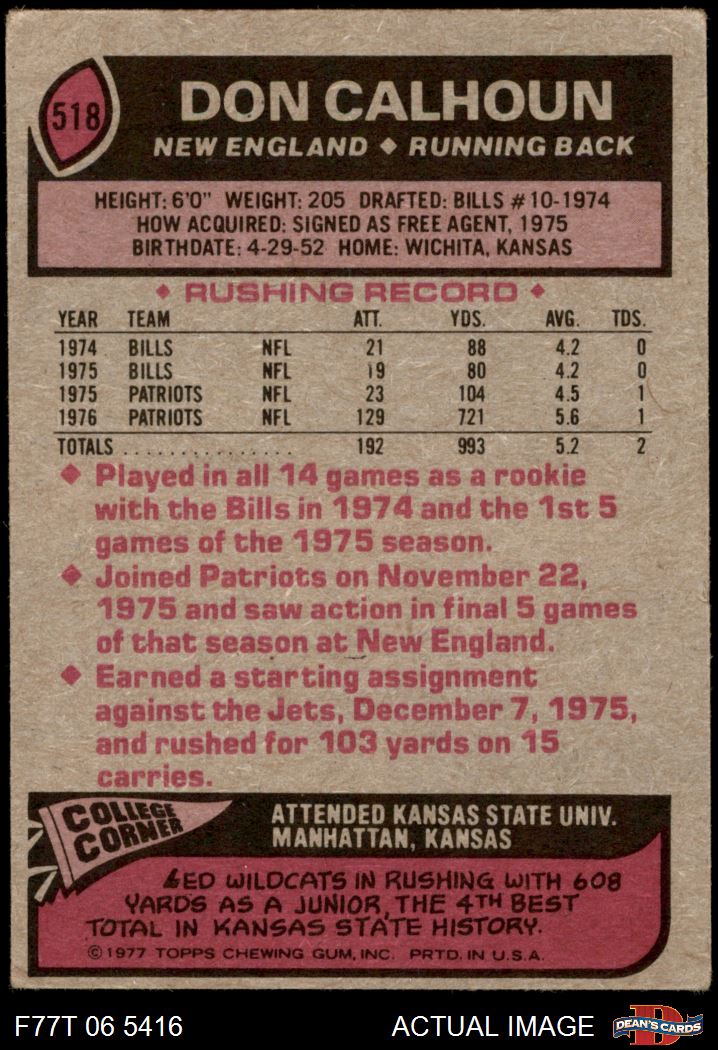 518
DON CALHOUN
NEW ENGLAND ◆ RUNNING BACK
HEIGHT: 6'0" WEIGHT: 205 DRAFTED: BILLS #10-1974
HOW ACQUIRED: SIGNED AS FREE AGENT, 1975
BIRTHDATE: 4-29-52 HOME: WICHITA, KANSAS
◆ RUSHING RECORD ◆
YEAR TEAM ATT. YDS. AVG. TDS.
1974 BILLS NFL 21 88 4.2 0
1975 BILLS NFL 19 80 4.2 0
1975 PATRIOTS NFL 23 104 4.5 1
1976 PATRIOTS NFL 129 721 5.6 1
TOTALS . . . . . . . . . . . . . . . 192 993 5.2 2
◆ Played in all 14 games as a rookie
with the Bills in 1974 and the 1st 5
games of the 1975 season.
◆ Joined Patriots on November 22,
1975 and saw action in final 5 games
of that season at New England.
◆ Earned a starting assignment
against the Jets, December 7, 1975,
and rushed for 103 yards on 15
carries.
COLLEGE
CORNER
ATTENDED KANSAS STATE UNIV.
MANHATTAN, KANSAS
LED WILDCATS IN RUSHING WITH 608
YARDS AS A JUNIOR, THE 4TH BEST
TOTAL IN KANSAS STATE HISTORY.
©1977 TOPPS CHEWING GUM, INC. PRTD. IN U.S.A.
F77T 06 5416 ACTUAL IMAGE
D
DEAN'S CARDS